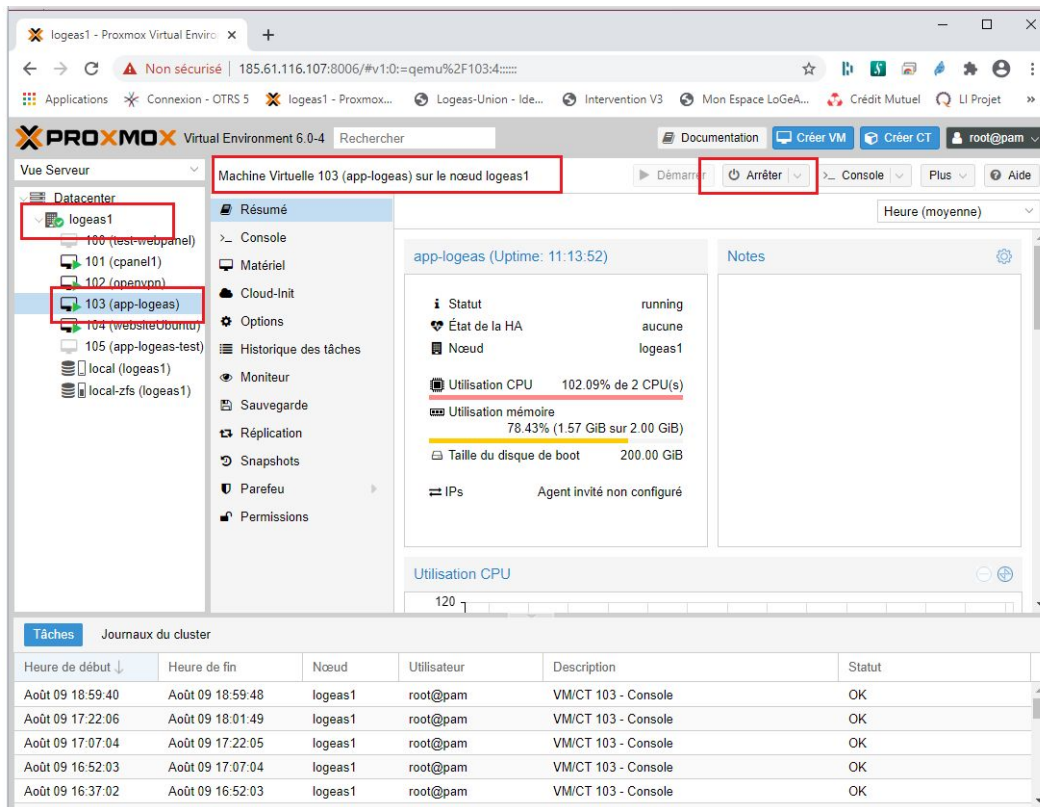 logeas1 - Proxmox Virtual Enviro
Non sécurisé | 185.61.116.107:8006/#v1:0:=qemu%2F103:4::::::
Applications Connexion - OTRS 5 logeas1 - Proxmox... Logeas-Union - Ide... Intervention V3 Mon Espace LoGeA... Crédit Mutuel LI Projet »
PROXMOX Virtual Environment 6.0-4 Rechercher Documentation Créer VM Créer CT root@pam
Vue Serveur Machine Virtuelle 103 (app-logeas) sur le nœud logeas1 Démarrer Arrêter Console Plus Aide
Datacenter
logeas1
100 (test-webpanel)
101 (cpanel1)
102 (openvpn)
103 (app-logeas)
104 (websiteUbuntu)
105 (app-logeas-test)
local (logeas1)
local-zfs (logeas1)
Résumé
Console
Matériel
Cloud-Init
Options
Historique des tâches
Moniteur
Sauvegarde
Réplication
Snapshots
Parefeu
Permissions
Heure (moyenne)
app-logeas (Uptime: 11:13:52)
Statut running
État de la HA aucune
Nœud logeas1
Utilisation CPU 102.09% de 2 CPU(s)
Utilisation mémoire
78.43% (1.57 GiB sur 2.00 GiB)
Taille du disque de boot 200.00 GiB
IPs Agent invité non configuré
Notes
Utilisation CPU
120
Tâches Journaux du cluster
Heure de début Heure de fin Nœud Utilisateur Description Statut
Août 09 18:59:40 Août 09 18:59:48 logeas1 root@pam VM/CT 103 - Console OK
Août 09 17:22:06 Août 09 18:01:49 logeas1 root@pam VM/CT 103 - Console OK
Août 09 17:07:04 Août 09 17:22:05 logeas1 root@pam VM/CT 103 - Console OK
Août 09 16:52:03 Août 09 17:07:04 logeas1 root@pam VM/CT 103 - Console OK
Août 09 16:37:02 Août 09 16:52:03 logeas1 root@pam VM/CT 103 - Console OK